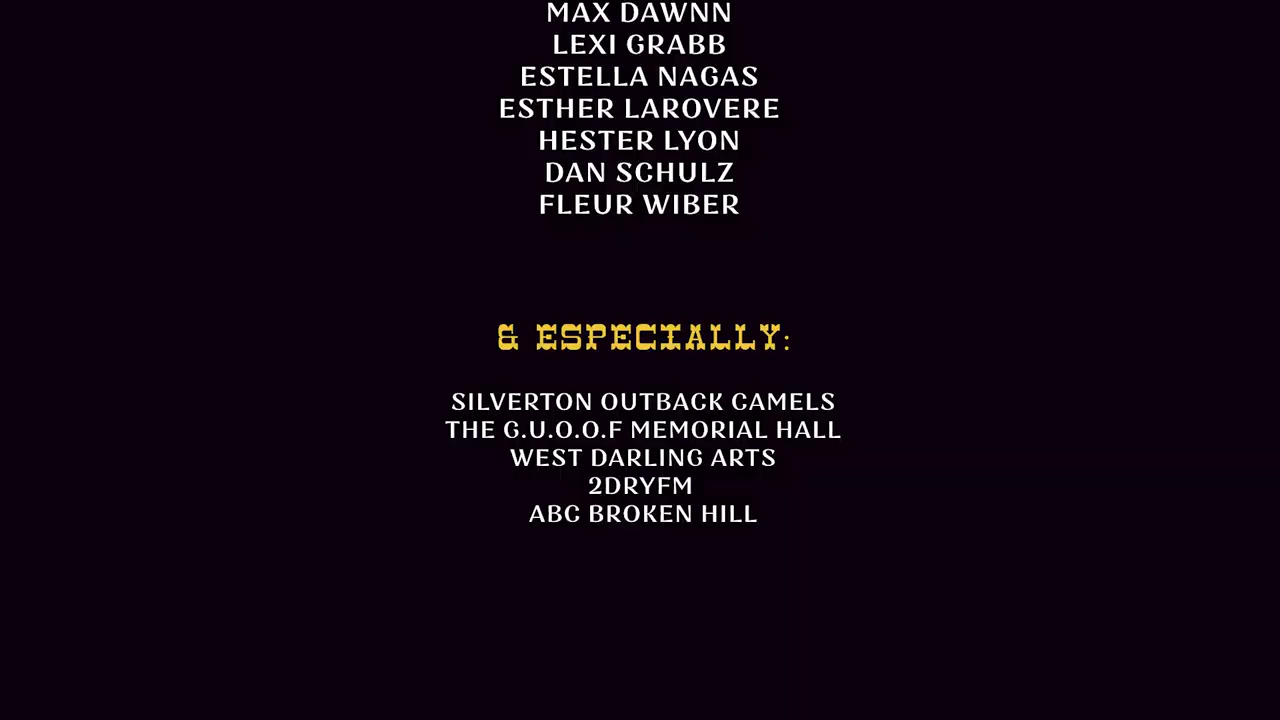 MAX DAWNN
LEXI GRABB
ESTELLA NAGAS
ESTHER LAROVERE
HESTER LYON
DAN SCHULZ
FLEUR WIBER
& ESPECIALLY:
SILVERTON OUTBACK CAMELS
THE G.U.O.O.F MEMORIAL HALL
WEST DARLING ARTS
2DRYFM
ABC BROKEN HILL